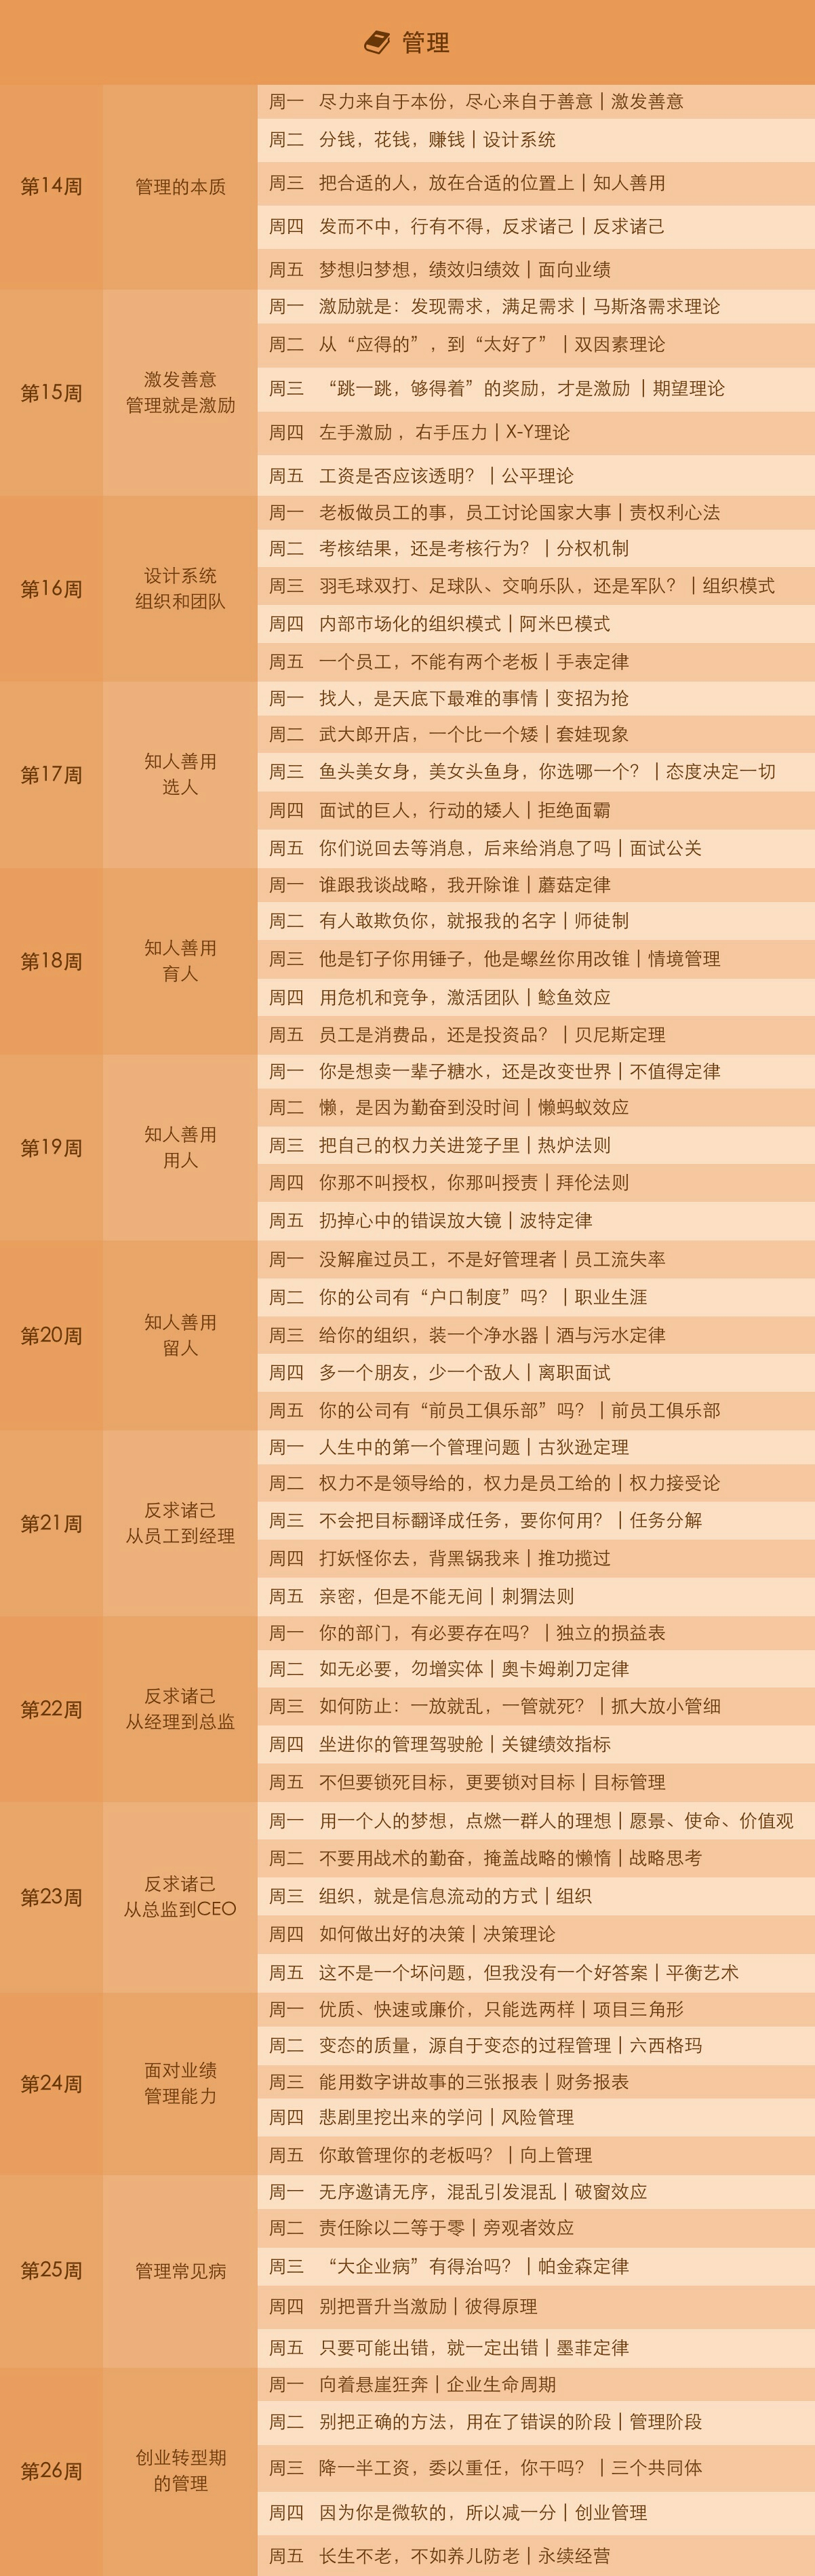 管理
第14周
管理的本质
周一 尽力来自于本份，尽心来自于善意 | 激发善意
周二 分钱，花钱，赚钱 | 设计系统
周三 把合适的人，放在合适的位置上 | 知人善用
周四 发而不中，行有不得，反求诸己 | 反求诸己
周五 梦想归梦想，绩效归绩效 | 面向业绩
第15周
激发善意
管理就是激励
周一 激励就是：发现需求，满足需求 | 马斯洛需求理论
周二 从“应得的”，到“太好了” | 双因素理论
周三 “跳一跳，够得着”的奖励，才是激励 | 期望理论
周四 左手激励，右手压力 | X-Y理论
周五 工资是否应该透明？ | 公平理论
第16周
设计系统
组织和团队
周一 老板做员工的事，员工讨论国家大事 | 责权利心法
周二 考核结果，还是考核行为？ | 分权机制
周三 羽毛球双打、足球队、交响乐队，还是军队？ | 组织模式
周四 内部市场化的组织模式 | 阿米巴模式
周五 一个员工，不能有两个老板 | 手表定律
第17周
知人善用
选人
周一 找人，是天底下最难的事情 | 变招为抢
周二 武大郎开店，一个比一个矮 | 套娃现象
周三 鱼头美女身，美女头鱼身，你选哪一个？ | 态度决定一切
周四 面试的巨人，行动的矮人 | 拒绝面霸
周五 你们说回去等消息，后来给消息了吗 | 面试公关
第18周
知人善用
育人
周一 谁跟我谈战略，我开除谁 | 蘑菇定律
周二 有人敢欺负你，就报我的名字 | 师徒制
周三 他是钉子你用锤子，他是螺丝你用改锥 | 情境管理
周四 用危机和竞争，激活团队 | 鲶鱼效应
周五 员工是消费品，还是投资品？ | 贝尼斯定理
第19周
知人善用
用人
周一 你是想卖一辈子糖水，还是改变世界 | 不值得定律
周二 懒，是因为勤奋到没时间 | 懒蚂蚁效应
周三 把自己的权力关进笼子里 | 热炉法则
周四 你那不叫授权，你那叫授责 | 拜伦法则
周五 扔掉心中的错误放大镜 | 波特定律
第20周
知人善用
留人
周一 没解雇过员工，不是好管理者 | 员工流失率
周二 你的公司有“户口制度”吗？ | 职业生涯
周三 给你的组织，装一个净水器 | 酒与污水定律
周四 多一个朋友，少一个敌人 | 离职面试
周五 你的公司有“前员工俱乐部”吗？ | 前员工俱乐部
第21周
反求诸己
从员工到经理
周一 人生中的第一个管理问题 | 古狄逊定理
周二 权力不是领导给的，权力是员工给的 | 权力接受论
周三 不会把目标翻译成任务，要你何用？ | 任务分解
周四 打妖怪你去，背黑锅我来 | 推功揽过
周五 亲密，但是不能无间 | 刺猬法则
第22周
反求诸己
从经理到总监
周一 你的部门，有必要存在吗？ | 独立的损益表
周二 如无必要，勿增实体 | 奥卡姆剃刀定律
周三 如何防止：一放就乱，一管就死？ | 抓大放小管细
周四 坐进你的管理驾驶舱 | 关键绩效指标
周五 不但要锁死目标，更要锁对目标 | 目标管理
第23周
反求诸己
从总监到CEO
周一 用一个人的梦想，点燃一群人的理想 | 愿景、使命、价值观
周二 不要用战术的勤奋，掩盖战略的懒惰 | 战略思考
周三 组织，就是信息流动的方式 | 组织
周四 如何做出好的决策 | 决策理论
周五 这不是一个坏问题，但我没有一个好答案 | 平衡艺术
第24周
面对业绩
管理能力
周一 优质、快速或廉价，只能选两样 | 项目三角形
周二 变态的质量，源自于变态的过程管理 | 六西格玛
周三 能用数字讲故事的三张报表 | 财务报表
周四 悲剧里挖出来的学问 | 风险管理
周五 你敢管理你的老板吗？ | 向上管理
第25周
管理常见病
周一 无序邀请无序，混乱引发混乱 | 破窗效应
周二 责任除以二等于零 | 旁观者效应
周三 “大企业病”有得治吗？ | 帕金森定律
周四 别把晋升当激励 | 彼得原理
周五 只要可能出错，就一定出错 | 墨菲定律
第26周
创业转型期
的管理
周一 向着悬崖狂奔 | 企业生命周期
周二 别把正确的方法，用在了错误的阶段 | 管理阶段
周三 降一半工资，委以重任，你干吗？ | 三个共同体
周四 因为你是微软的，所以减一分 | 创业管理
周五 长生不老，不如养儿防老 | 永续经营